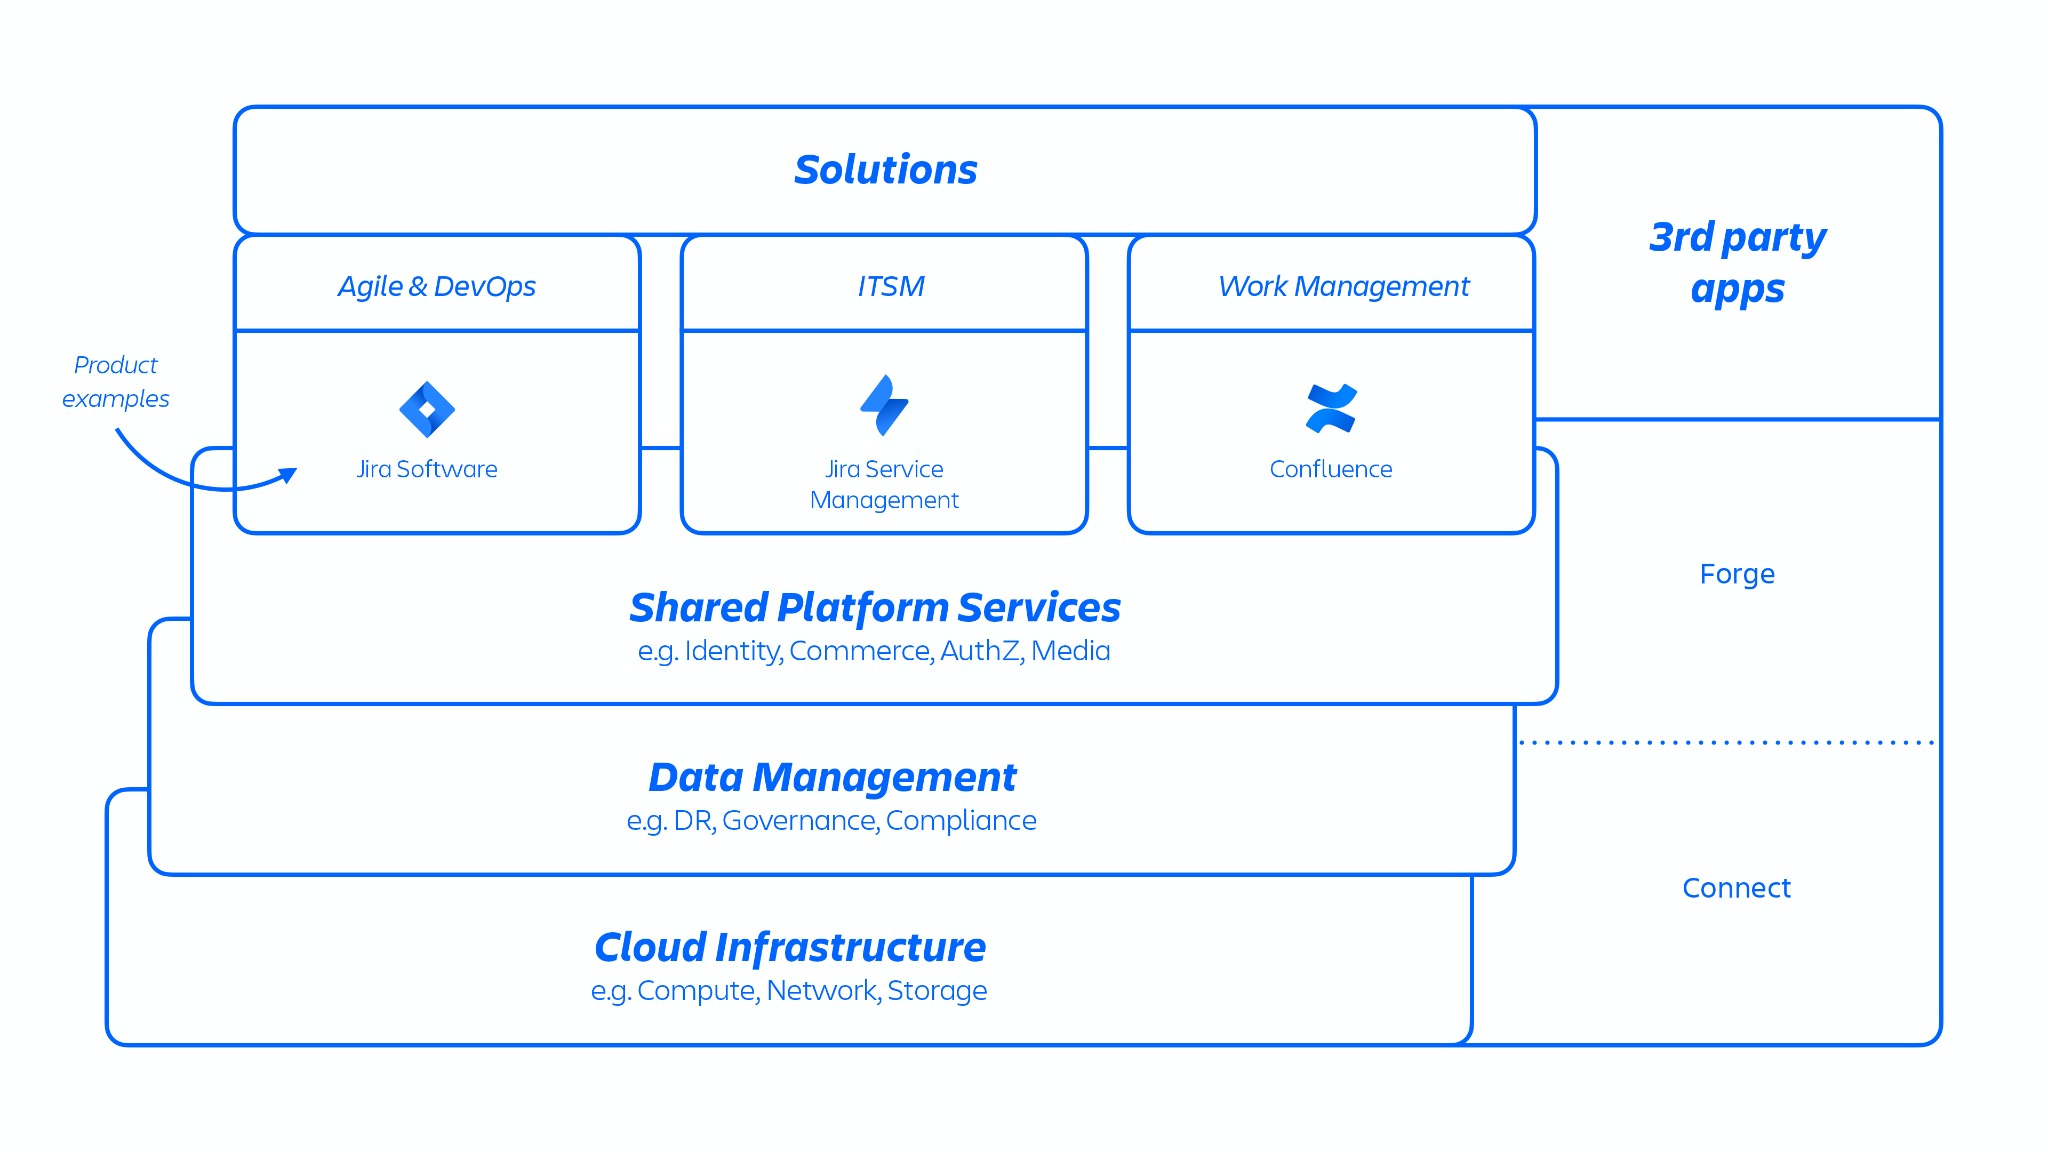 Solutions
3rd party
apps
Agile & DevOps
ITSM
Work Management
Product
examples
Jira Software
Jira Service
Management
Confluence
Forge
Shared Platform Services
e.g. Identity, Commerce, AuthZ, Media
Data Management
e.g. DR, Governance, Compliance
Connect
Cloud Infrastructure
e.g. Compute, Network, Storage